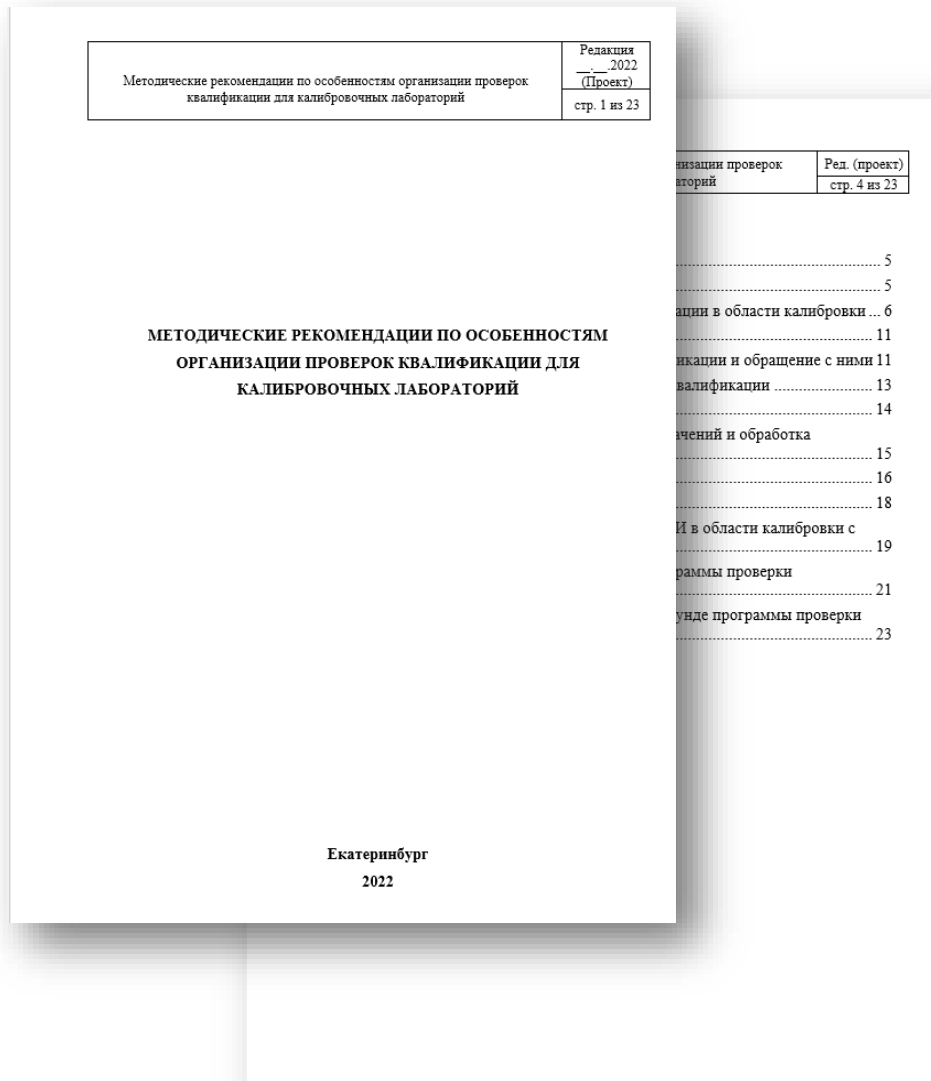 Методические рекомендации по особенностям организации проверок
квалификации для калибровочных лабораторий
Редакция
__.__.2022
(Проект)
стр. 1 из 23
МЕТОДИЧЕСКИЕ РЕКОМЕНДАЦИИ ПО ОСОБЕННОСТЯМ
ОРГАНИЗАЦИИ ПРОВЕРОК КВАЛИФИКАЦИИ ДЛЯ
КАЛИБРОВОЧНЫХ ЛАБОРАТОРИЙ
Екатеринбург
2022
низации проверок
аторий
Ред. (проект)
стр. 4 из 23
5
5
ации в области калибровки ... 6
11
икации и обращение с ними 11
валификации ...................... 13
14
ачений и обработка
15
16
18
И в области калибровки с
19
раммы проверки
21
унде программы проверки
23